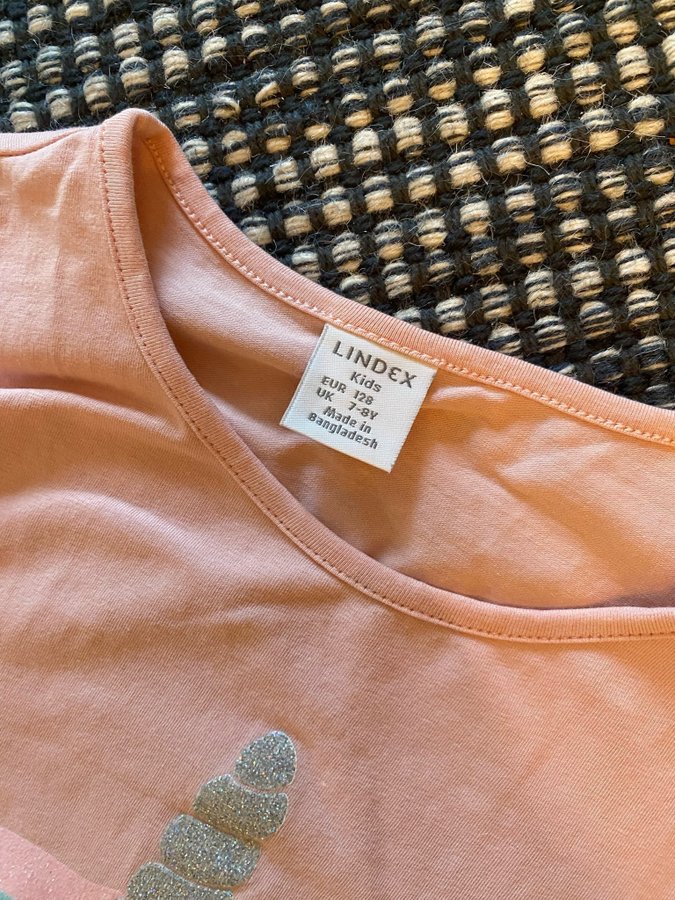 LINDEX
Kids
EUR 128
UK 7-8Y
Made in
Bangladesh